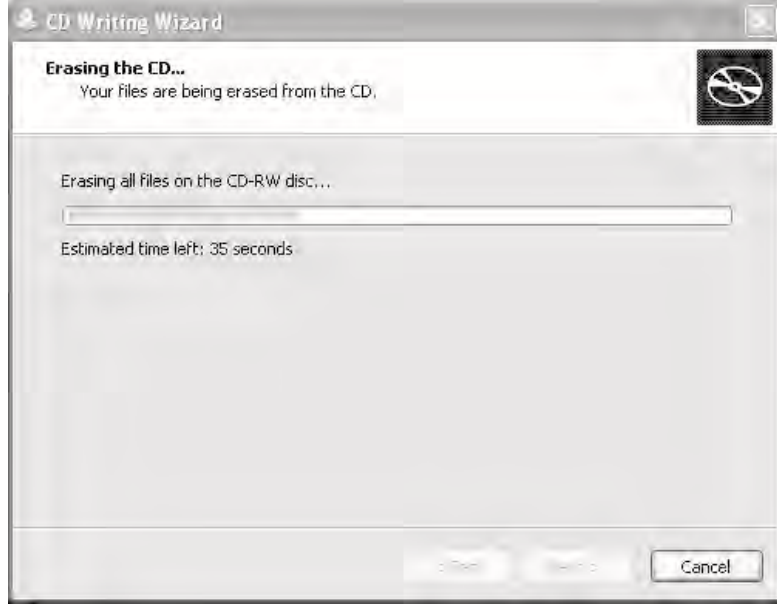 CD Writing Wizard
Erasing the CD...
Your files are being erased from the CD.
Erasing all files on the CD-RW disc...
Estimated time left: 35 seconds
Cancel